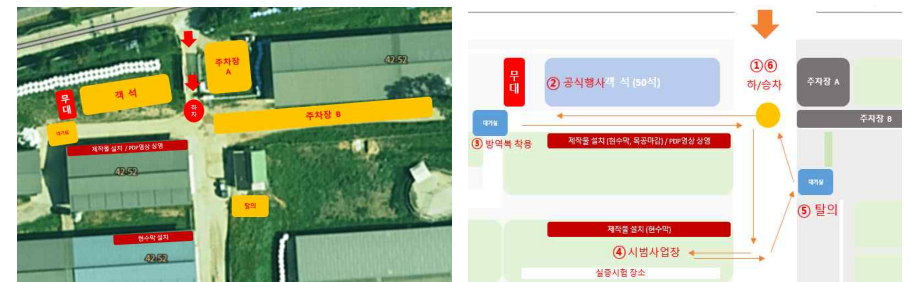 주차장
A
42:52
무
대
객 석
하
차
주차장 B
대기실
제작물 설치 / PDP영상 상영
42:52
탈의
현수막 설치
42:52
①⑥
하/승차
무
대
② 공식행사객 석 (50석)
주차장 A
주차장 B
대기실
③ 방역복 착용
제작물 설치 (현수막, 목공마감) / PDP영상 상영
대기실
⑤ 탈의
제작물 설치 (현수막)
④ 시범사업장
실증시험 장소